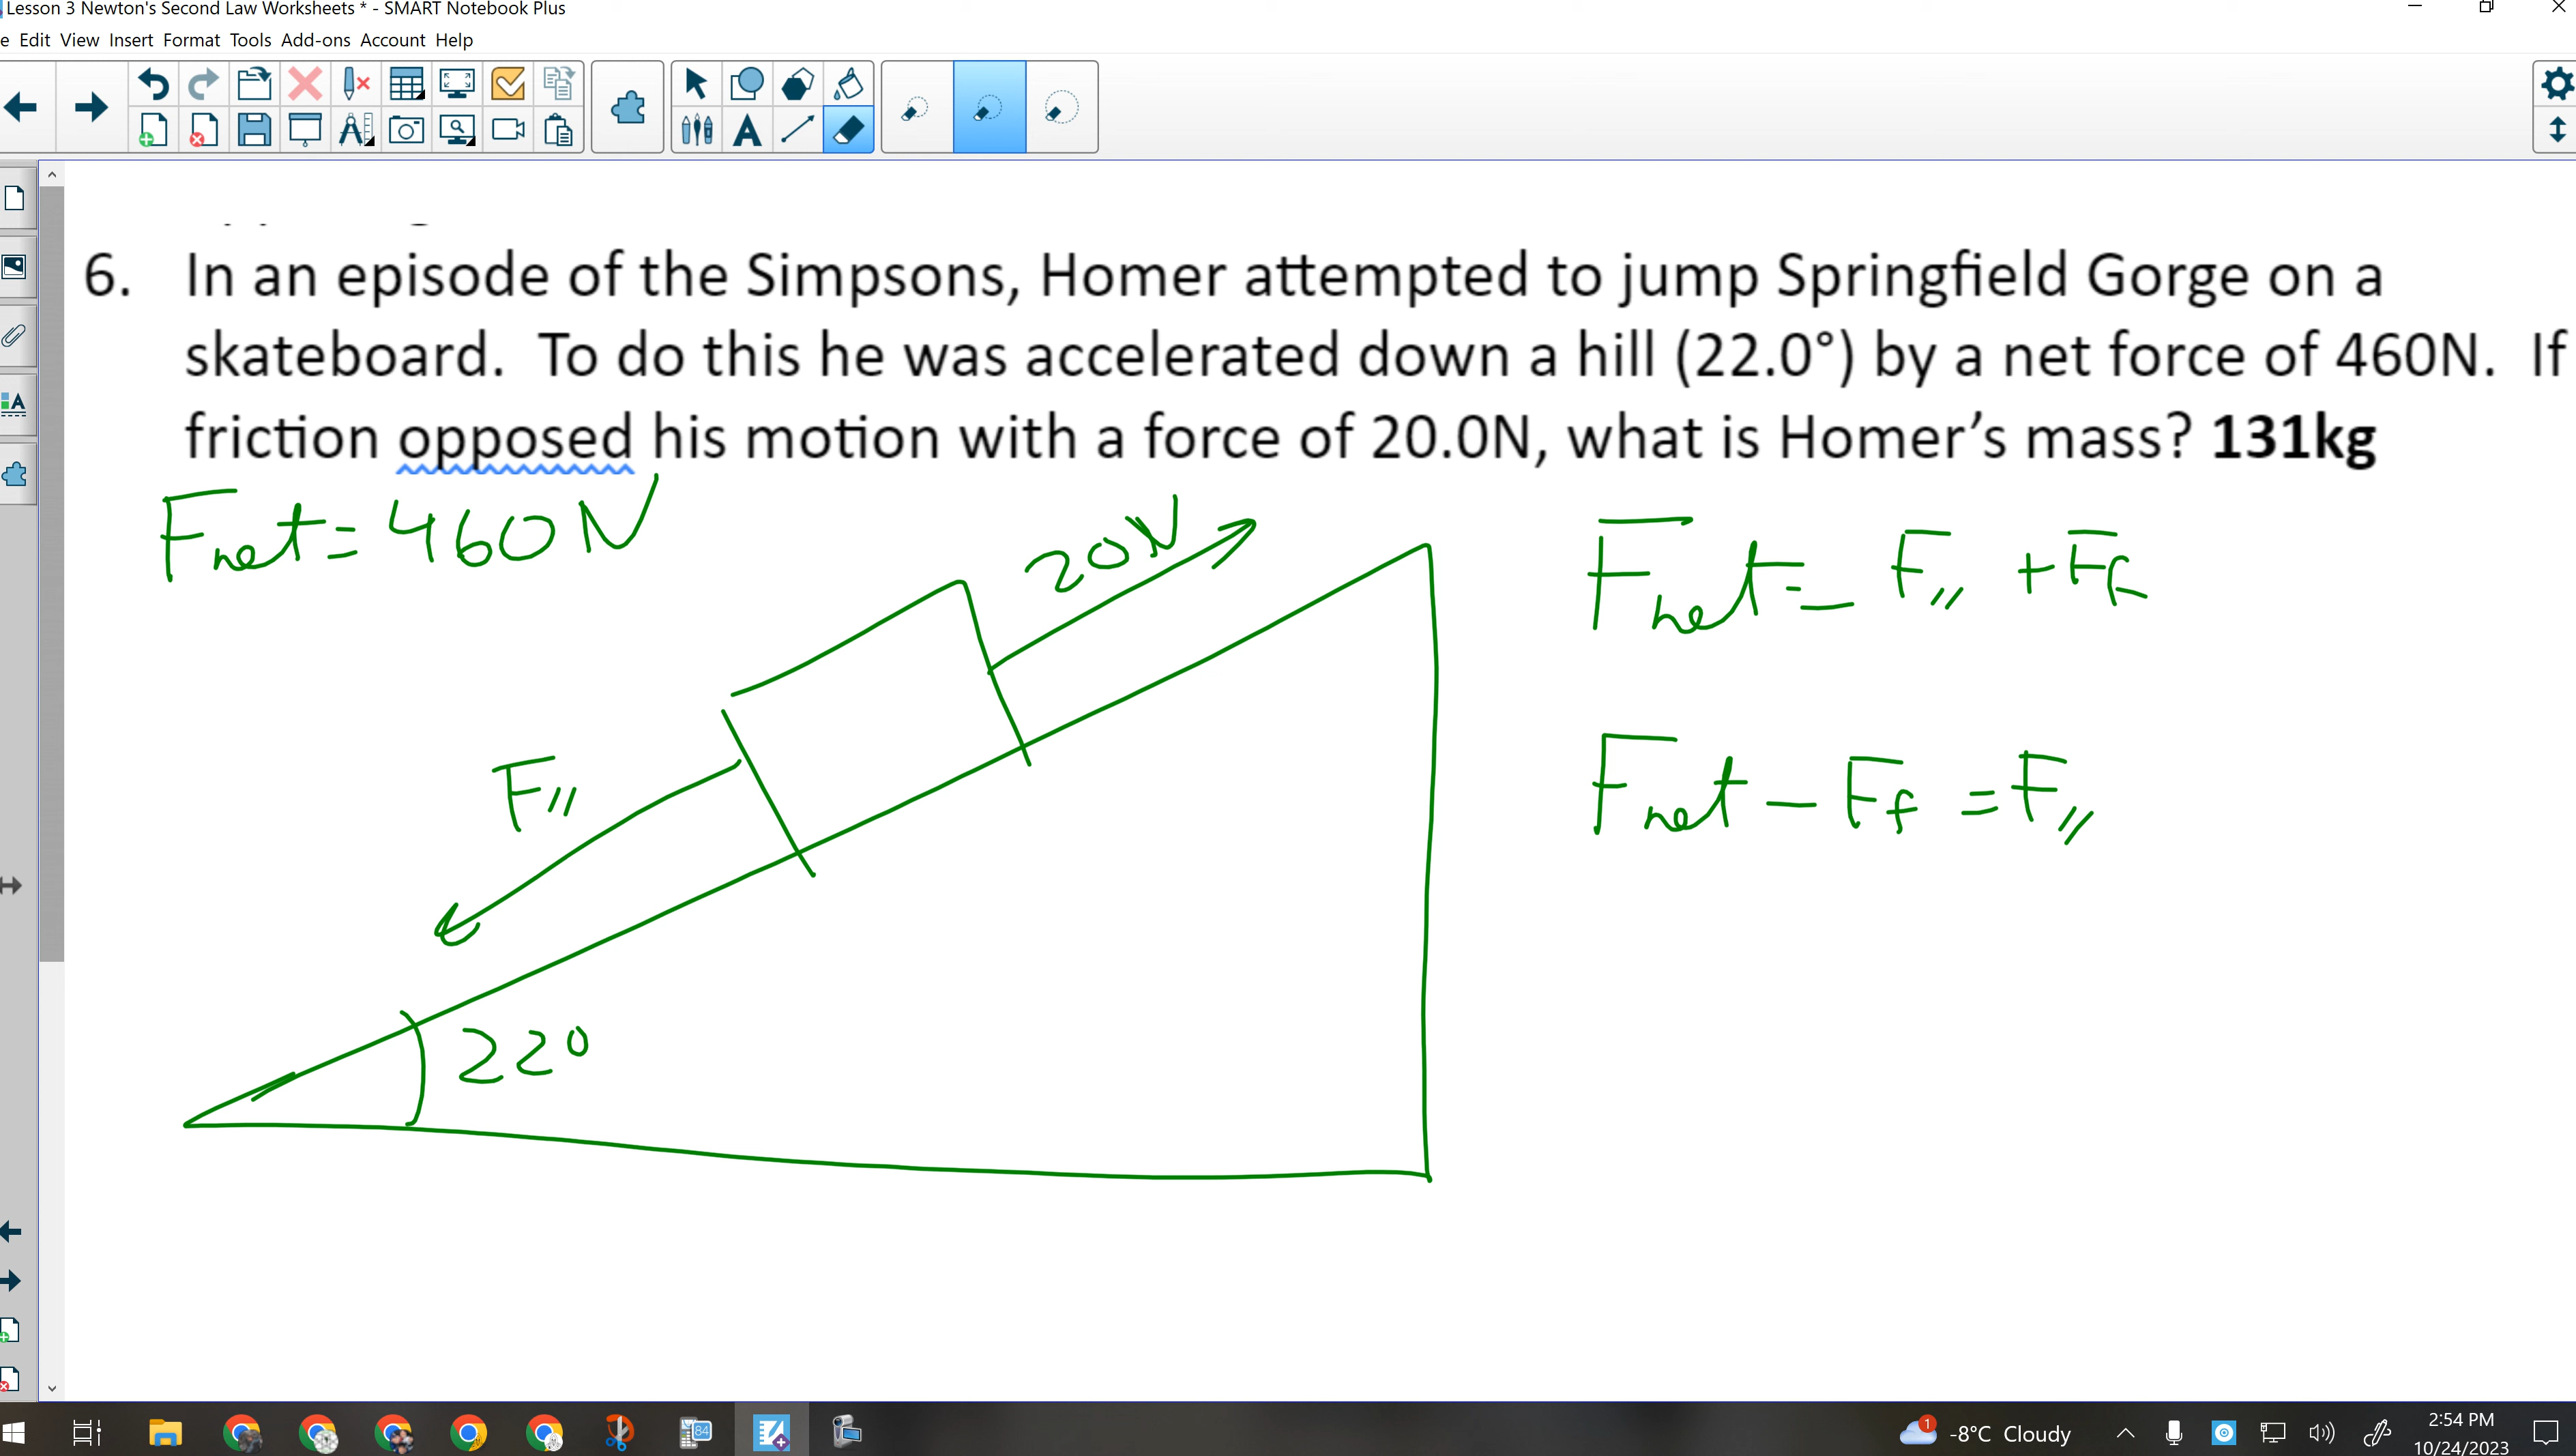 Lesson 3 Newton's Second Law Worksheets * - SMART Notebook Plus
e Edit View Insert Format Tools Add-ons Account Help
6. In an episode of the Simpsons, Homer attempted to jump Springfield Gorge on a
skateboard. To do this he was accelerated down a hill (22.0°) by a net force of 460N. If
friction opposed his motion with a force of 20.0N, what is Homer's mass? 131kg
Fnet = 460 N
20N
Fnet = F// + Ff
F//
Fnet - Ff = F//
22°
84
1
-8°C Cloudy
2:54 PM
10/24/2023